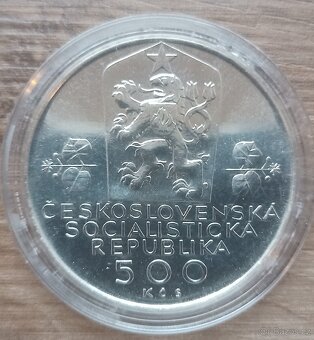 ČESKOSLOVENSKÁ
SOCIALISTICKÁ
REPUBLIKA
500
Kčs